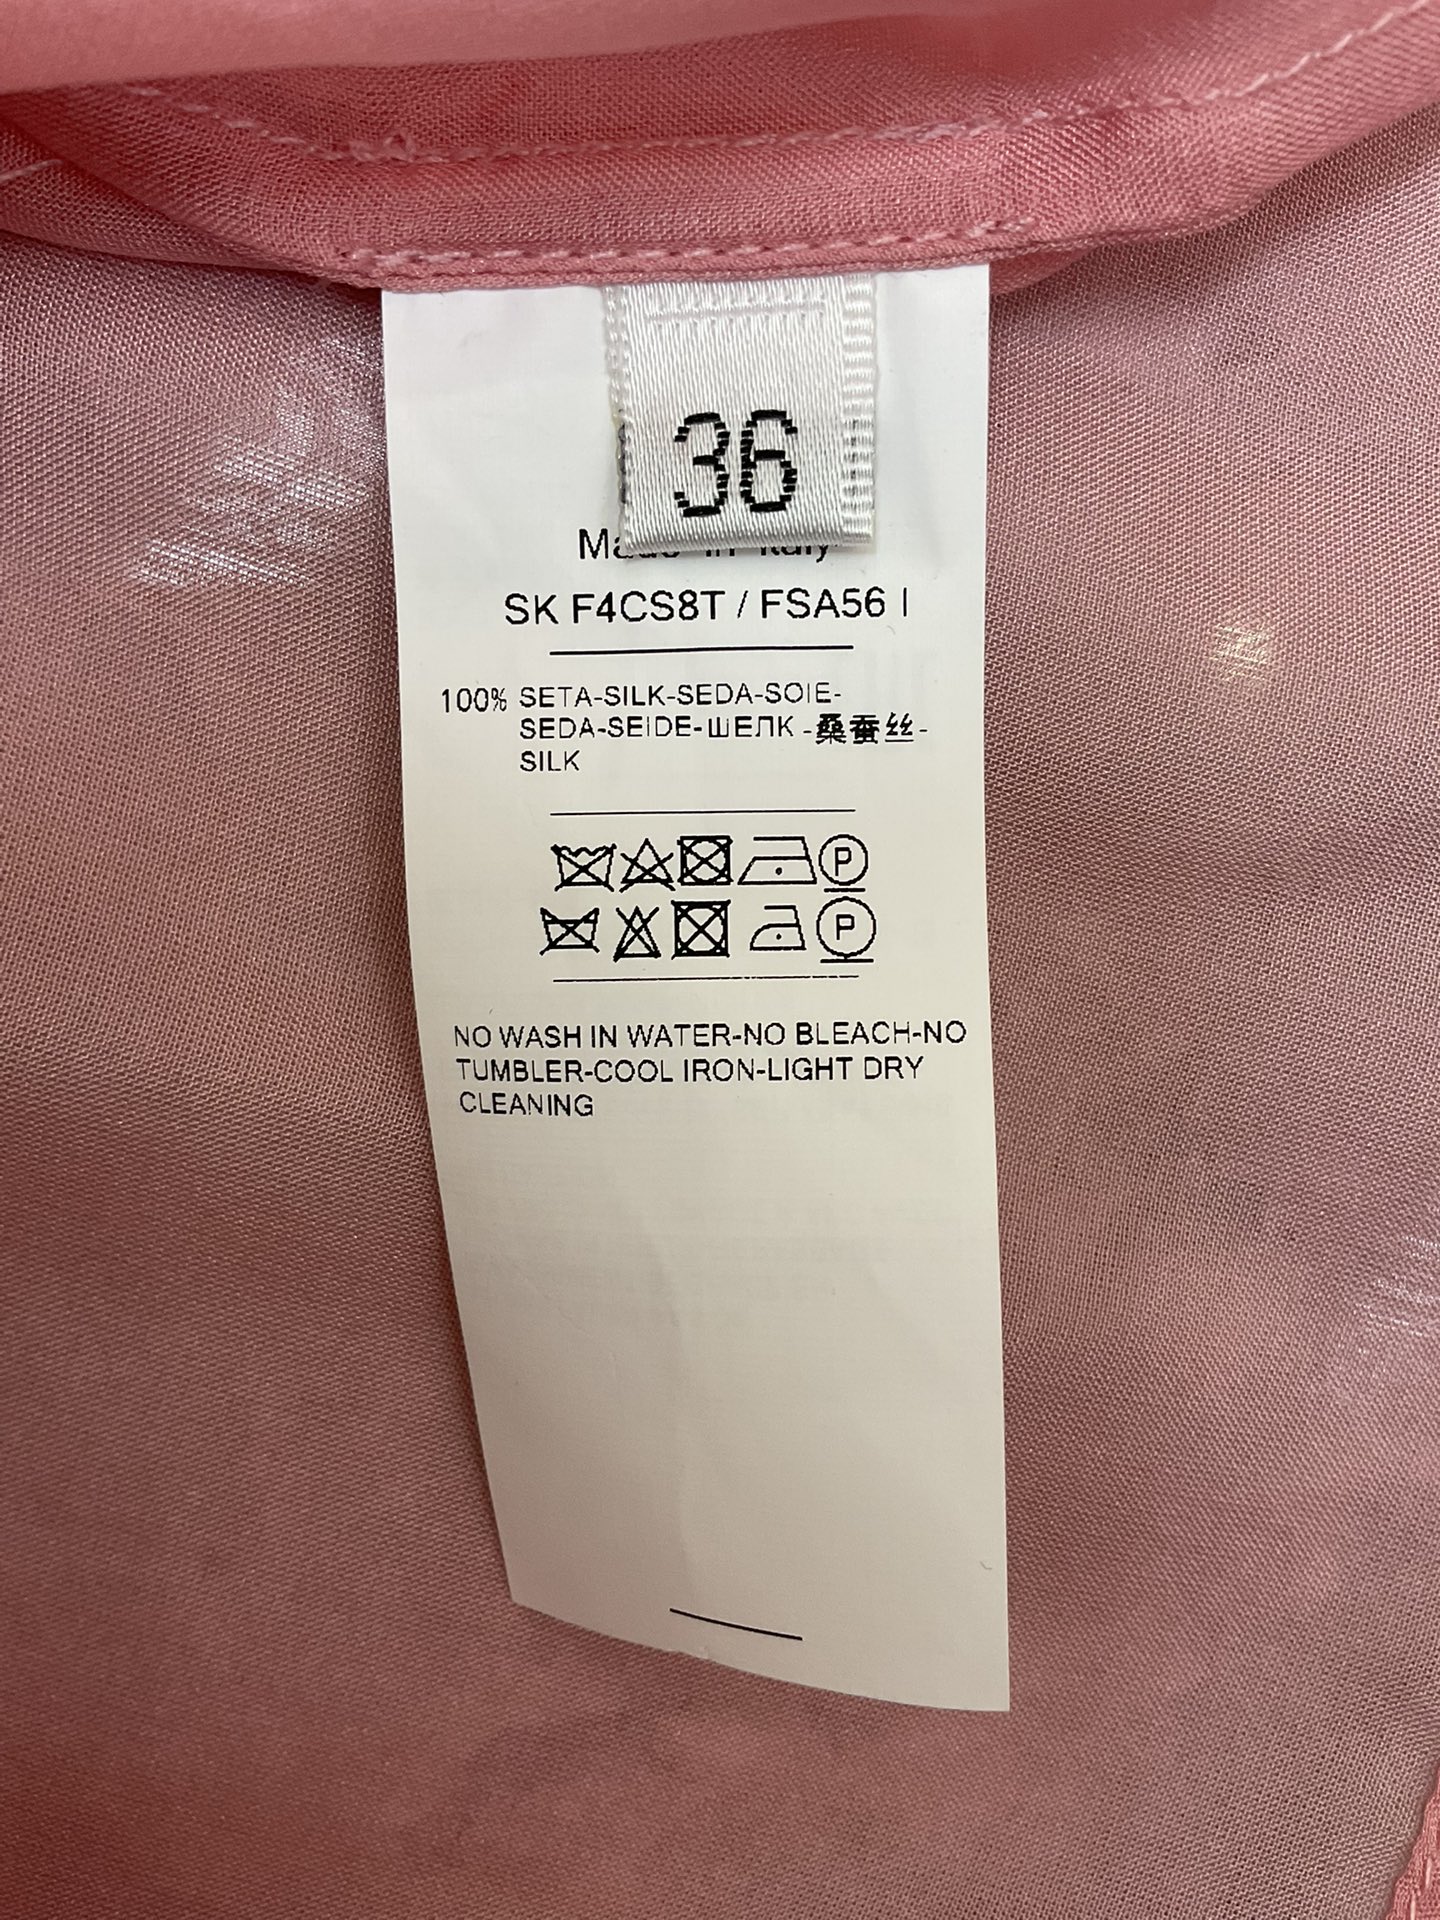 36
Made in Italy
SK F4CS8T / FSA56 I
100% SETA-SILK-SEDA-SOIE-
SEDA-SEIDE-ШЕЛК-桑蚕丝-
SILK
P
P
NO WASH IN WATER-NO BLEACH-NO
TUMBLER-COOL IRON-LIGHT DRY
CLEANING